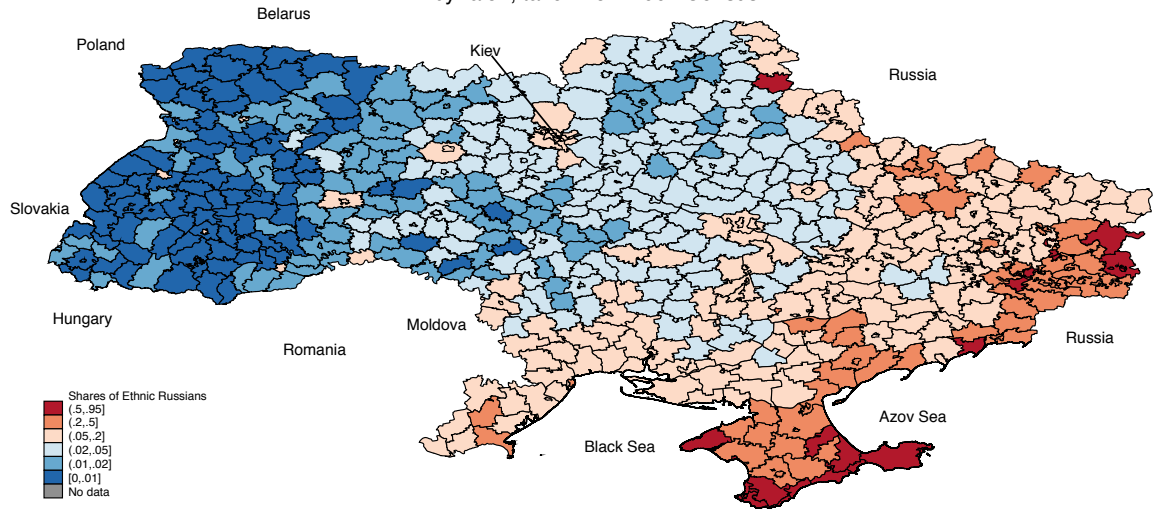 Belarus
Poland
Kiev
Russia
Slovakia
Hungary
Moldova
Romania
Russia
Azov Sea
Black Sea
Shares of Ethnic Russians
(.5,.95]
(.2,.5]
(.05,.2]
(.02,.05]
(.01,.02]
[0,.01]
No data